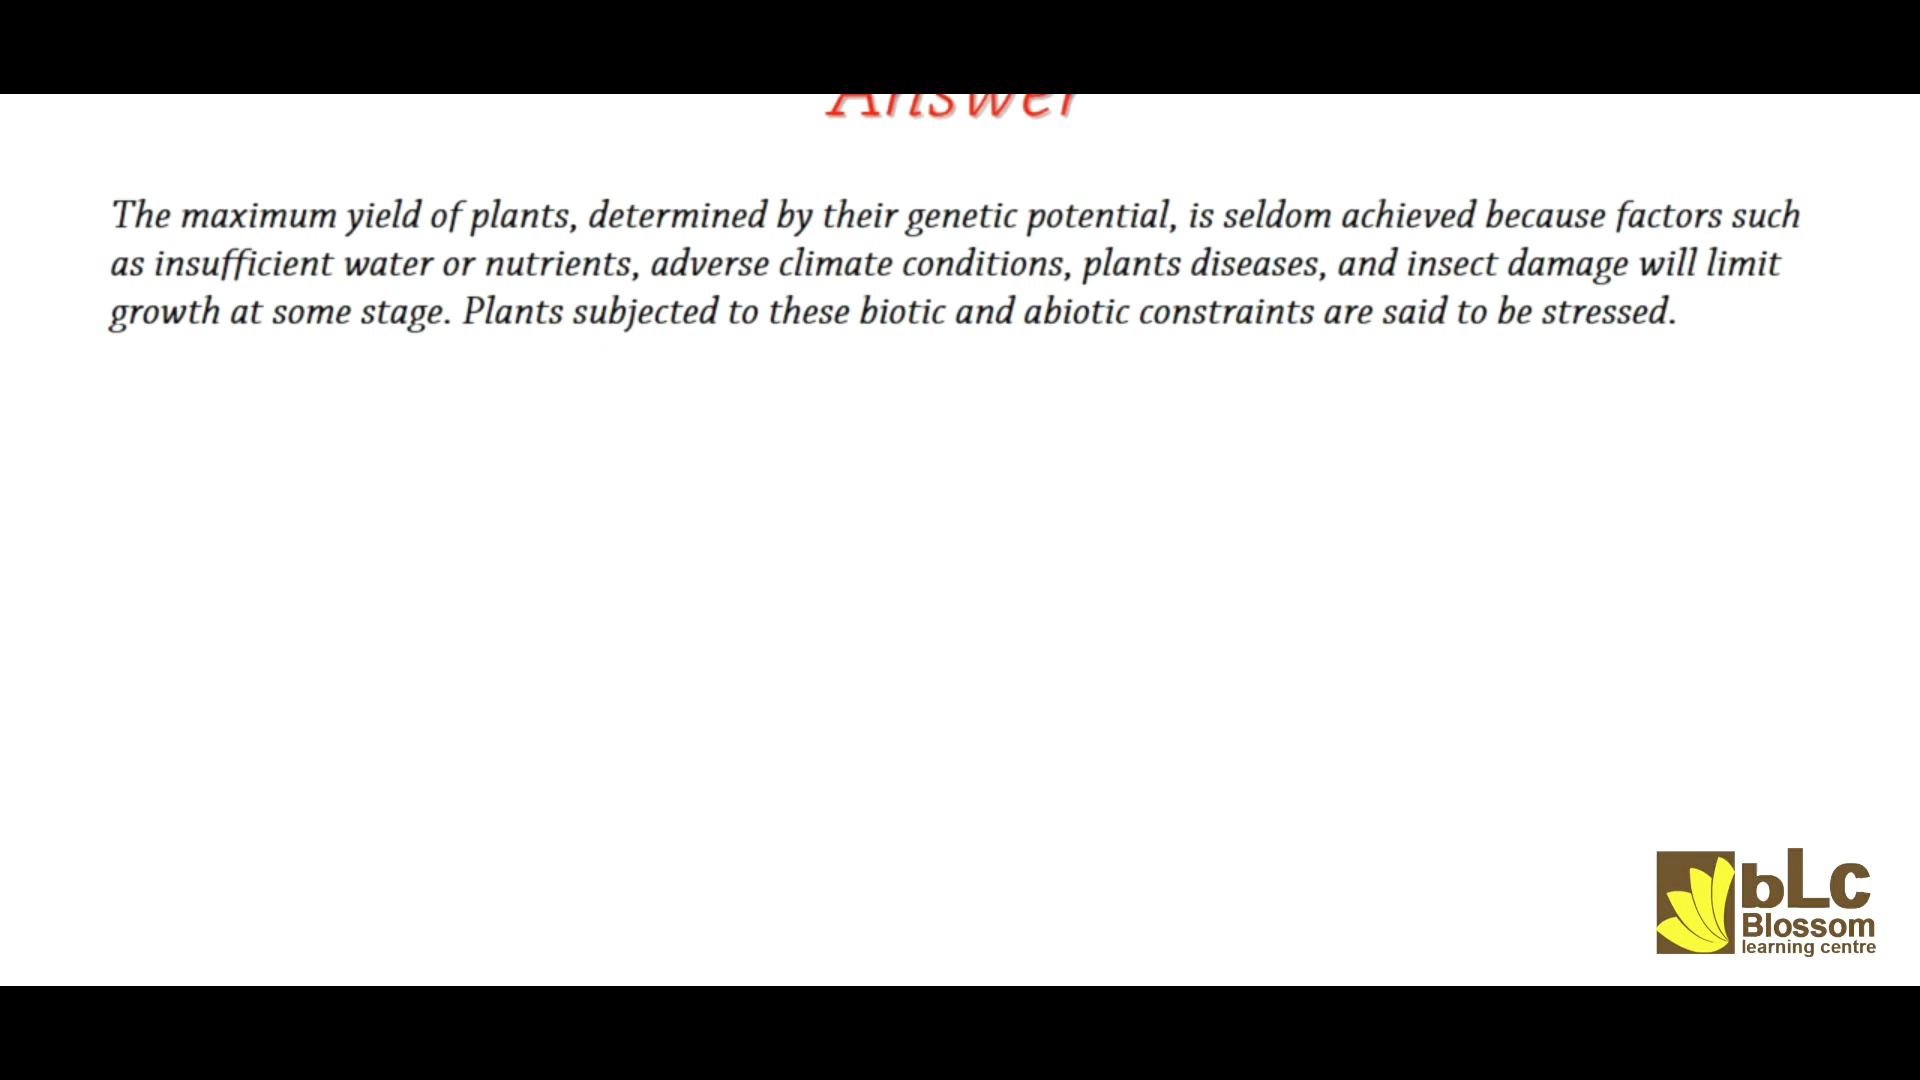 Answer
The maximum yield of plants, determined by their genetic potential, is seldom achieved because factors such
as insufficient water or nutrients, adverse climate conditions, plants diseases, and insect damage will limit
growth at some stage. Plants subjected to these biotic and abiotic constraints are said to be stressed.
bLc
Blossom
learning centre